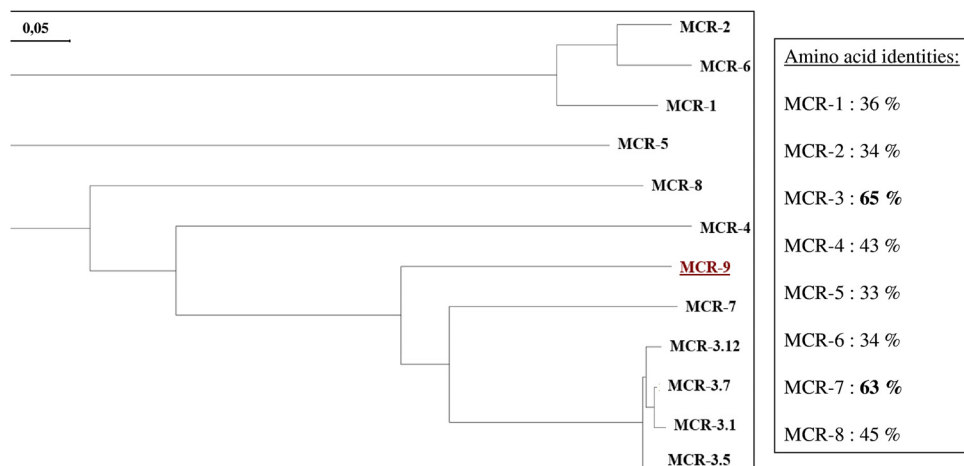 0,05
MCR-2
MCR-6
MCR-1
MCR-5
MCR-8
MCR-4
MCR-9
MCR-7
MCR-3.12
MCR-3.7
MCR-3.1
MCR-3.5
Amino acid identities:
MCR-1 : 36 %
MCR-2 : 34 %
MCR-3 : 65 %
MCR-4 : 43 %
MCR-5 : 33 %
MCR-6 : 34 %
MCR-7 : 63 %
MCR-8 : 45 %